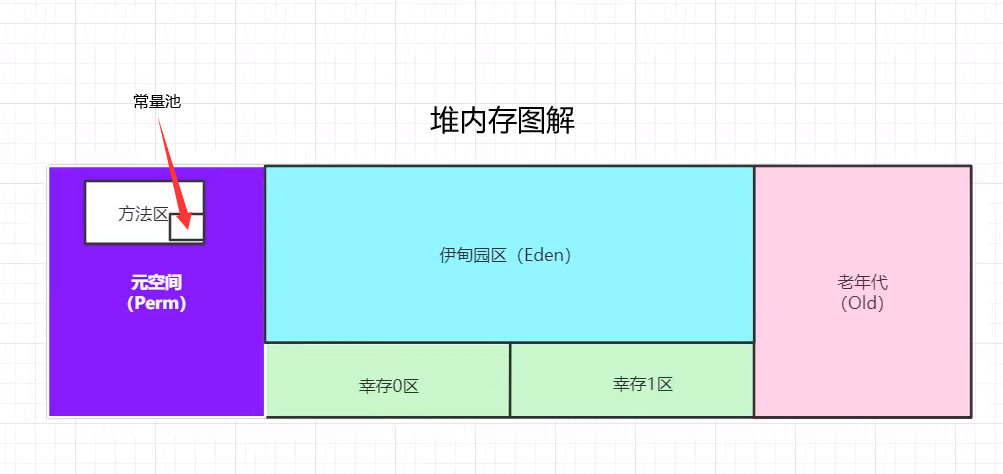 常量池
堆内存图解
方法区
元空间
（Perm）
伊甸园区（Eden）
老年代
（Old）
幸存0区
幸存1区